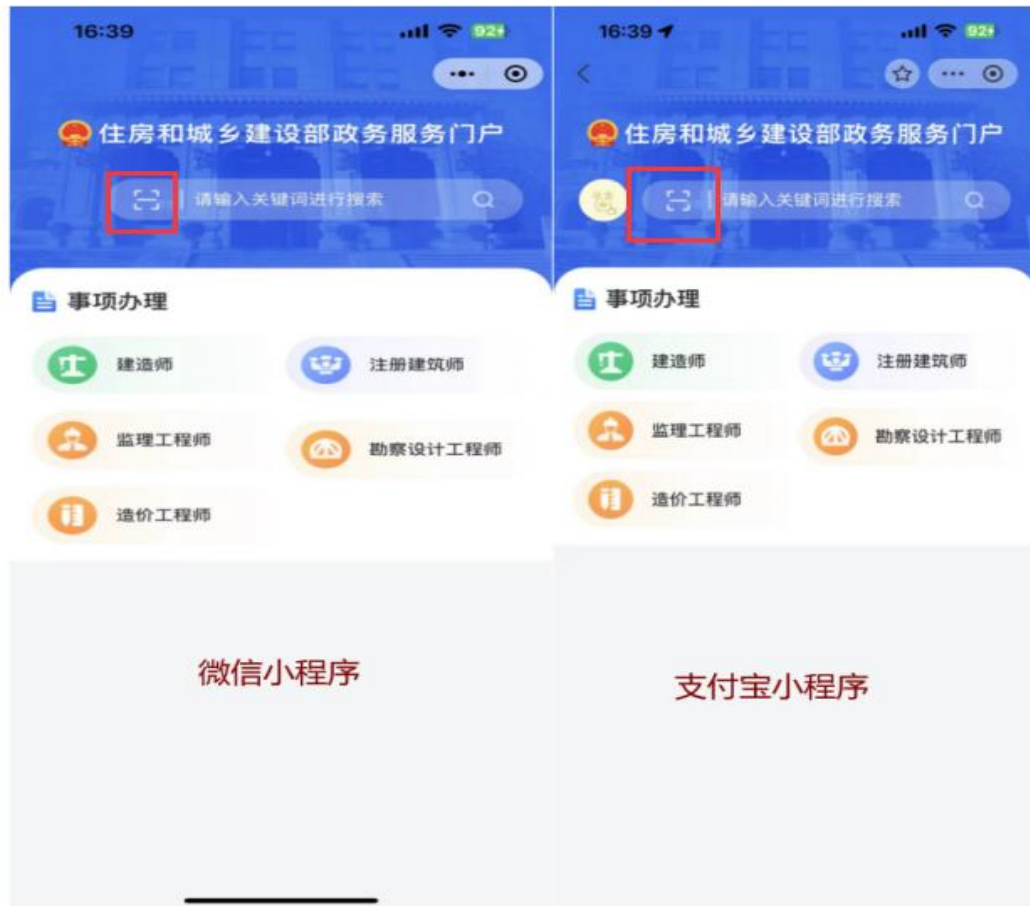 16:39
92
住房和城乡建设部政务服务门户
请输入关键词进行搜索
事项办理
建造师
注册建筑师
监理工程师
勘察设计工程师
造价工程师
微信小程序
16:39
92
住房和城乡建设部政务服务门户
请输入关键词进行搜索
事项办理
建造师
注册建筑师
监理工程师
勘察设计工程师
造价工程师
支付宝小程序